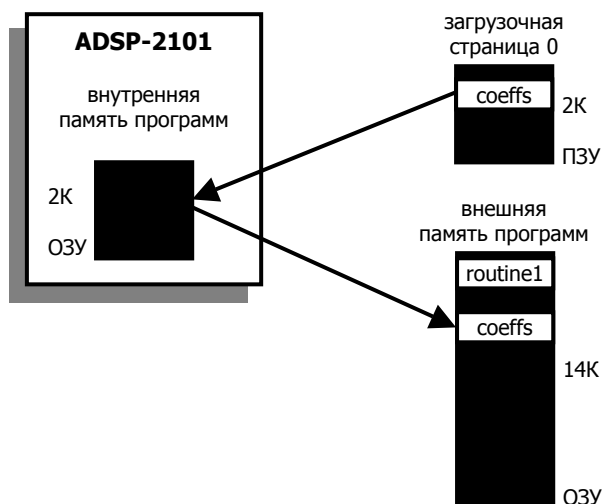 ADSP-2101
внутренняя
память программ
2К
ОЗУ
загрузочная
страница 0
coeffs
2К
ПЗУ
внешняя
память программ
routine1
coeffs
14К
ОЗУ